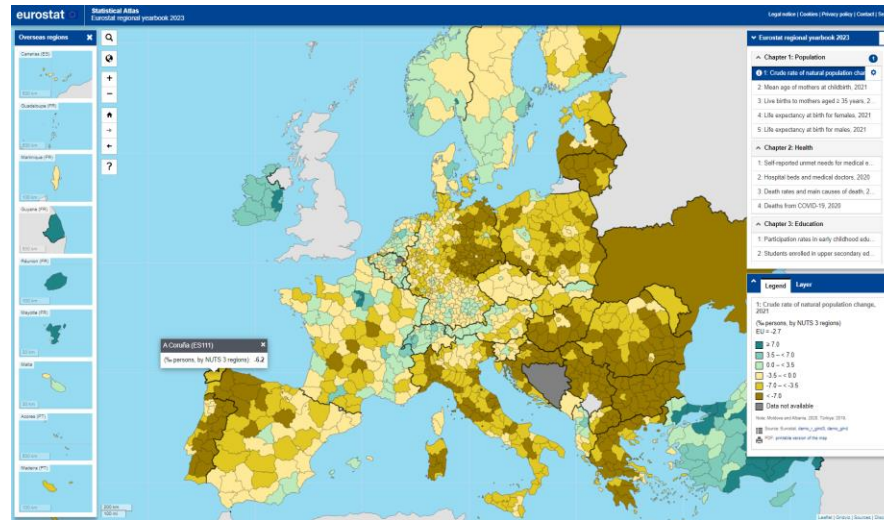 eurostat
Statistical Atlas
Eurostat regional yearbook 2023
Legal notice | Cookies | Privacy policy | Contact |
Overseas regions
Canarias (ES)
Guadeloupe (FR)
Martinique (FR)
Guyane (FR)
Réunion (FR)
Mayotte (FR)
Malta
Açores (PT)
Madeira (PT)
?
A Coruña (ES111)
(‰ persons, by NUTS 3 regions): -6.2
Eurostat regional yearbook 2023
Chapter 1: Population
1
1: Crude rate of natural population
2: Mean age of mothers at childbirth, 2021
3: Live births to mothers aged ≥ 35 years, 2...
4: Life expectancy at birth for females, 2021
5: Life expectancy at birth for males, 2021
Chapter 2: Health
1: Self-reported unmet needs for medical e...
2: Hospital beds and medical doctors, 2020
3: Death rates and main causes of death, 2...
4: Deaths from COVID-19, 2020
Chapter 3: Education
1: Participation rates in early childhood edu...
2: Students enrolled in upper secondary ed...
Legend
Layer
1: Crude rate of natural population change,
2021
(‰ persons, by NUTS 3 regions)
EU = -2.7
≥ 7.0
3.5 – < 7.0
0.0 – < 3.5
-3.5 – < 0.0
-7.0 – < -3.5
< -7.0
Data not available
Source: Eurostat,
PDF: printable version of the map